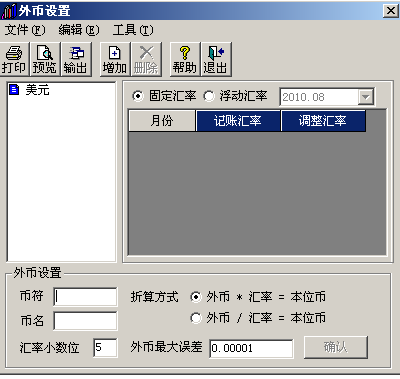 外币设置
文件(F) 编辑(E) 工具(T)
打印 预览 输出 增加 删除 帮助 退出
美元
固定汇率 浮动汇率 2010.08
月份 记账汇率 调整汇率
外币设置
币符 折算方式 外币 * 汇率 = 本位币
币名 外币 / 汇率 = 本位币
汇率小数位 5 外币最大误差 0.00001 确认